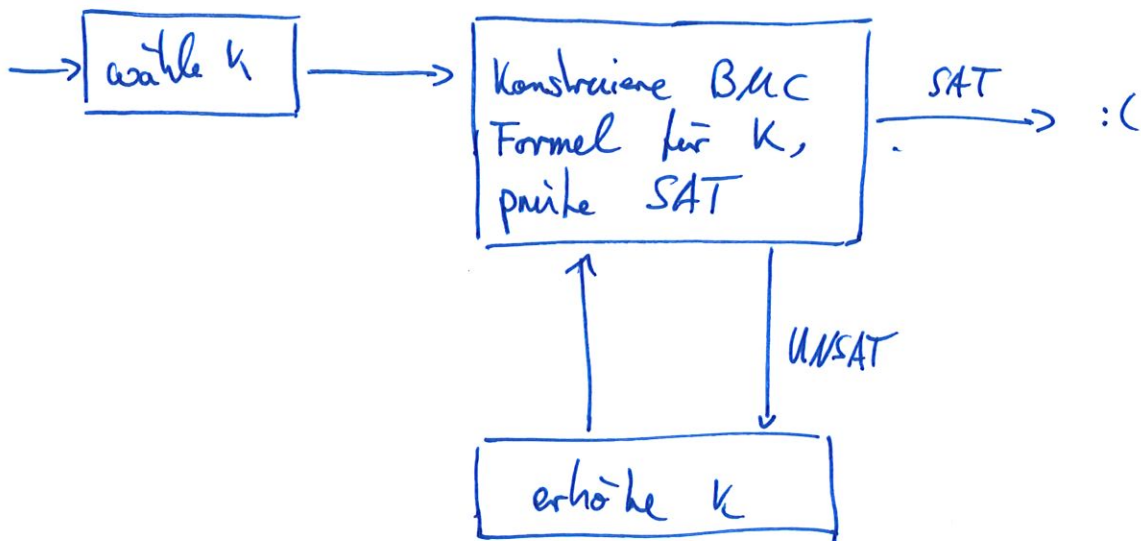 wähle K
Konstruiere BMC
Formel für K,
prüfe SAT
SAT
:(
UNSAT
erhöhe K